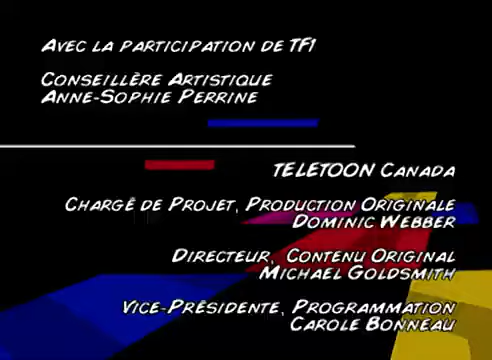 Avec la participation de TF1
Conseillère Artistique
Anne-Sophie Perrine
TELETOON Canada
Chargé de Projet, Production Originale
Dominic Webber
Directeur, Contenu Original
Michael Goldsmith
Vice-Présidente, Programmation
Carole Bonneau